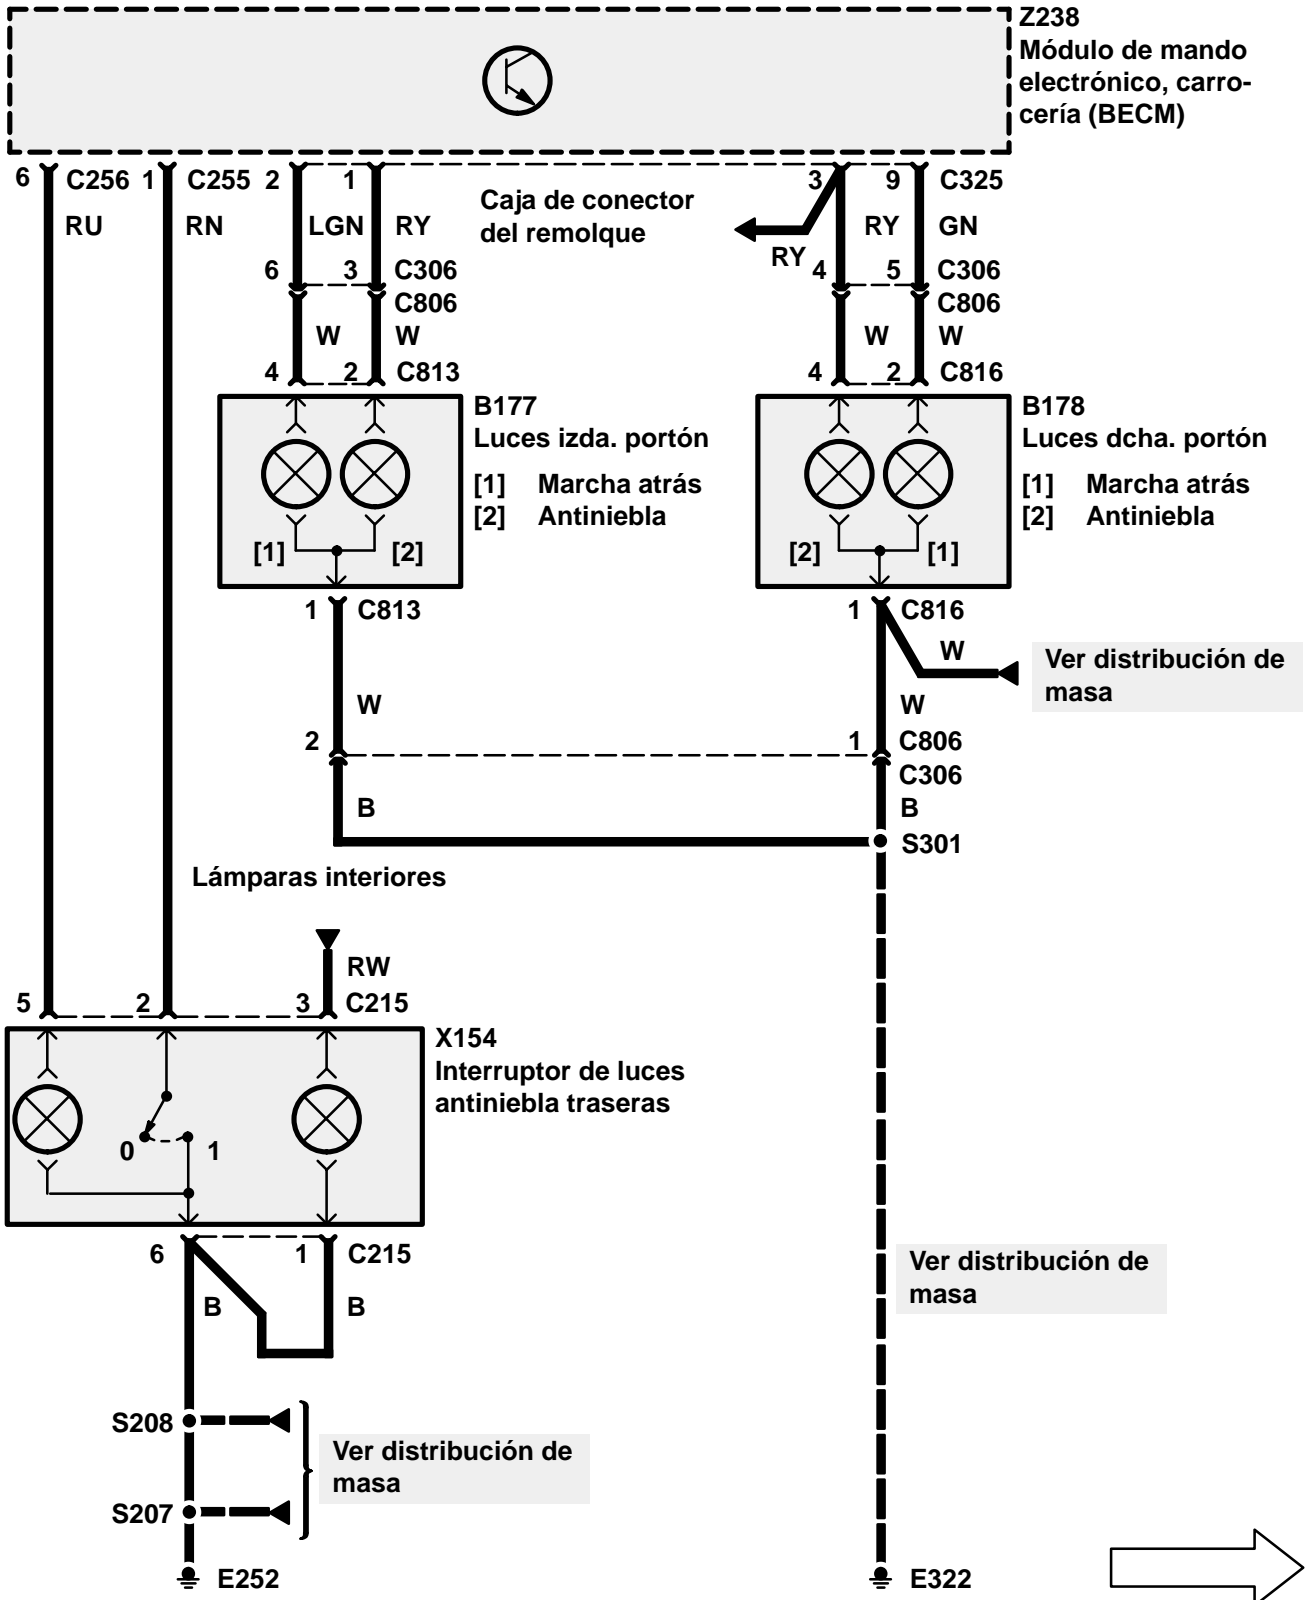 Z238
Módulo de mando
electrónico, carro-
cería (BECM)
6 C256 1 C255 2 1 3 9 C325
RU RN LGN RY RY GN
Caja de conector
del remolque
RY
6 3 C306 4 5 C306
C806 C806
W W W W
4 2 C813 4 2 C816
B177
Luces izda. portón
[1] Marcha atrás
[2] Antiniebla
[1] [2]
B178
Luces dcha. portón
[1] Marcha atrás
[2] Antiniebla
[2] [1]
1 C813 1 C816
W
Ver distribución de
masa
W W
2 1 C806
C306
B B
S301
Lámparas interiores
RW
5 2 3 C215
X154
Interruptor de luces
antiniebla traseras
0 1
6 1 C215
B B
Ver distribución de
masa
S208
Ver distribución de
masa
S207
E252 E322